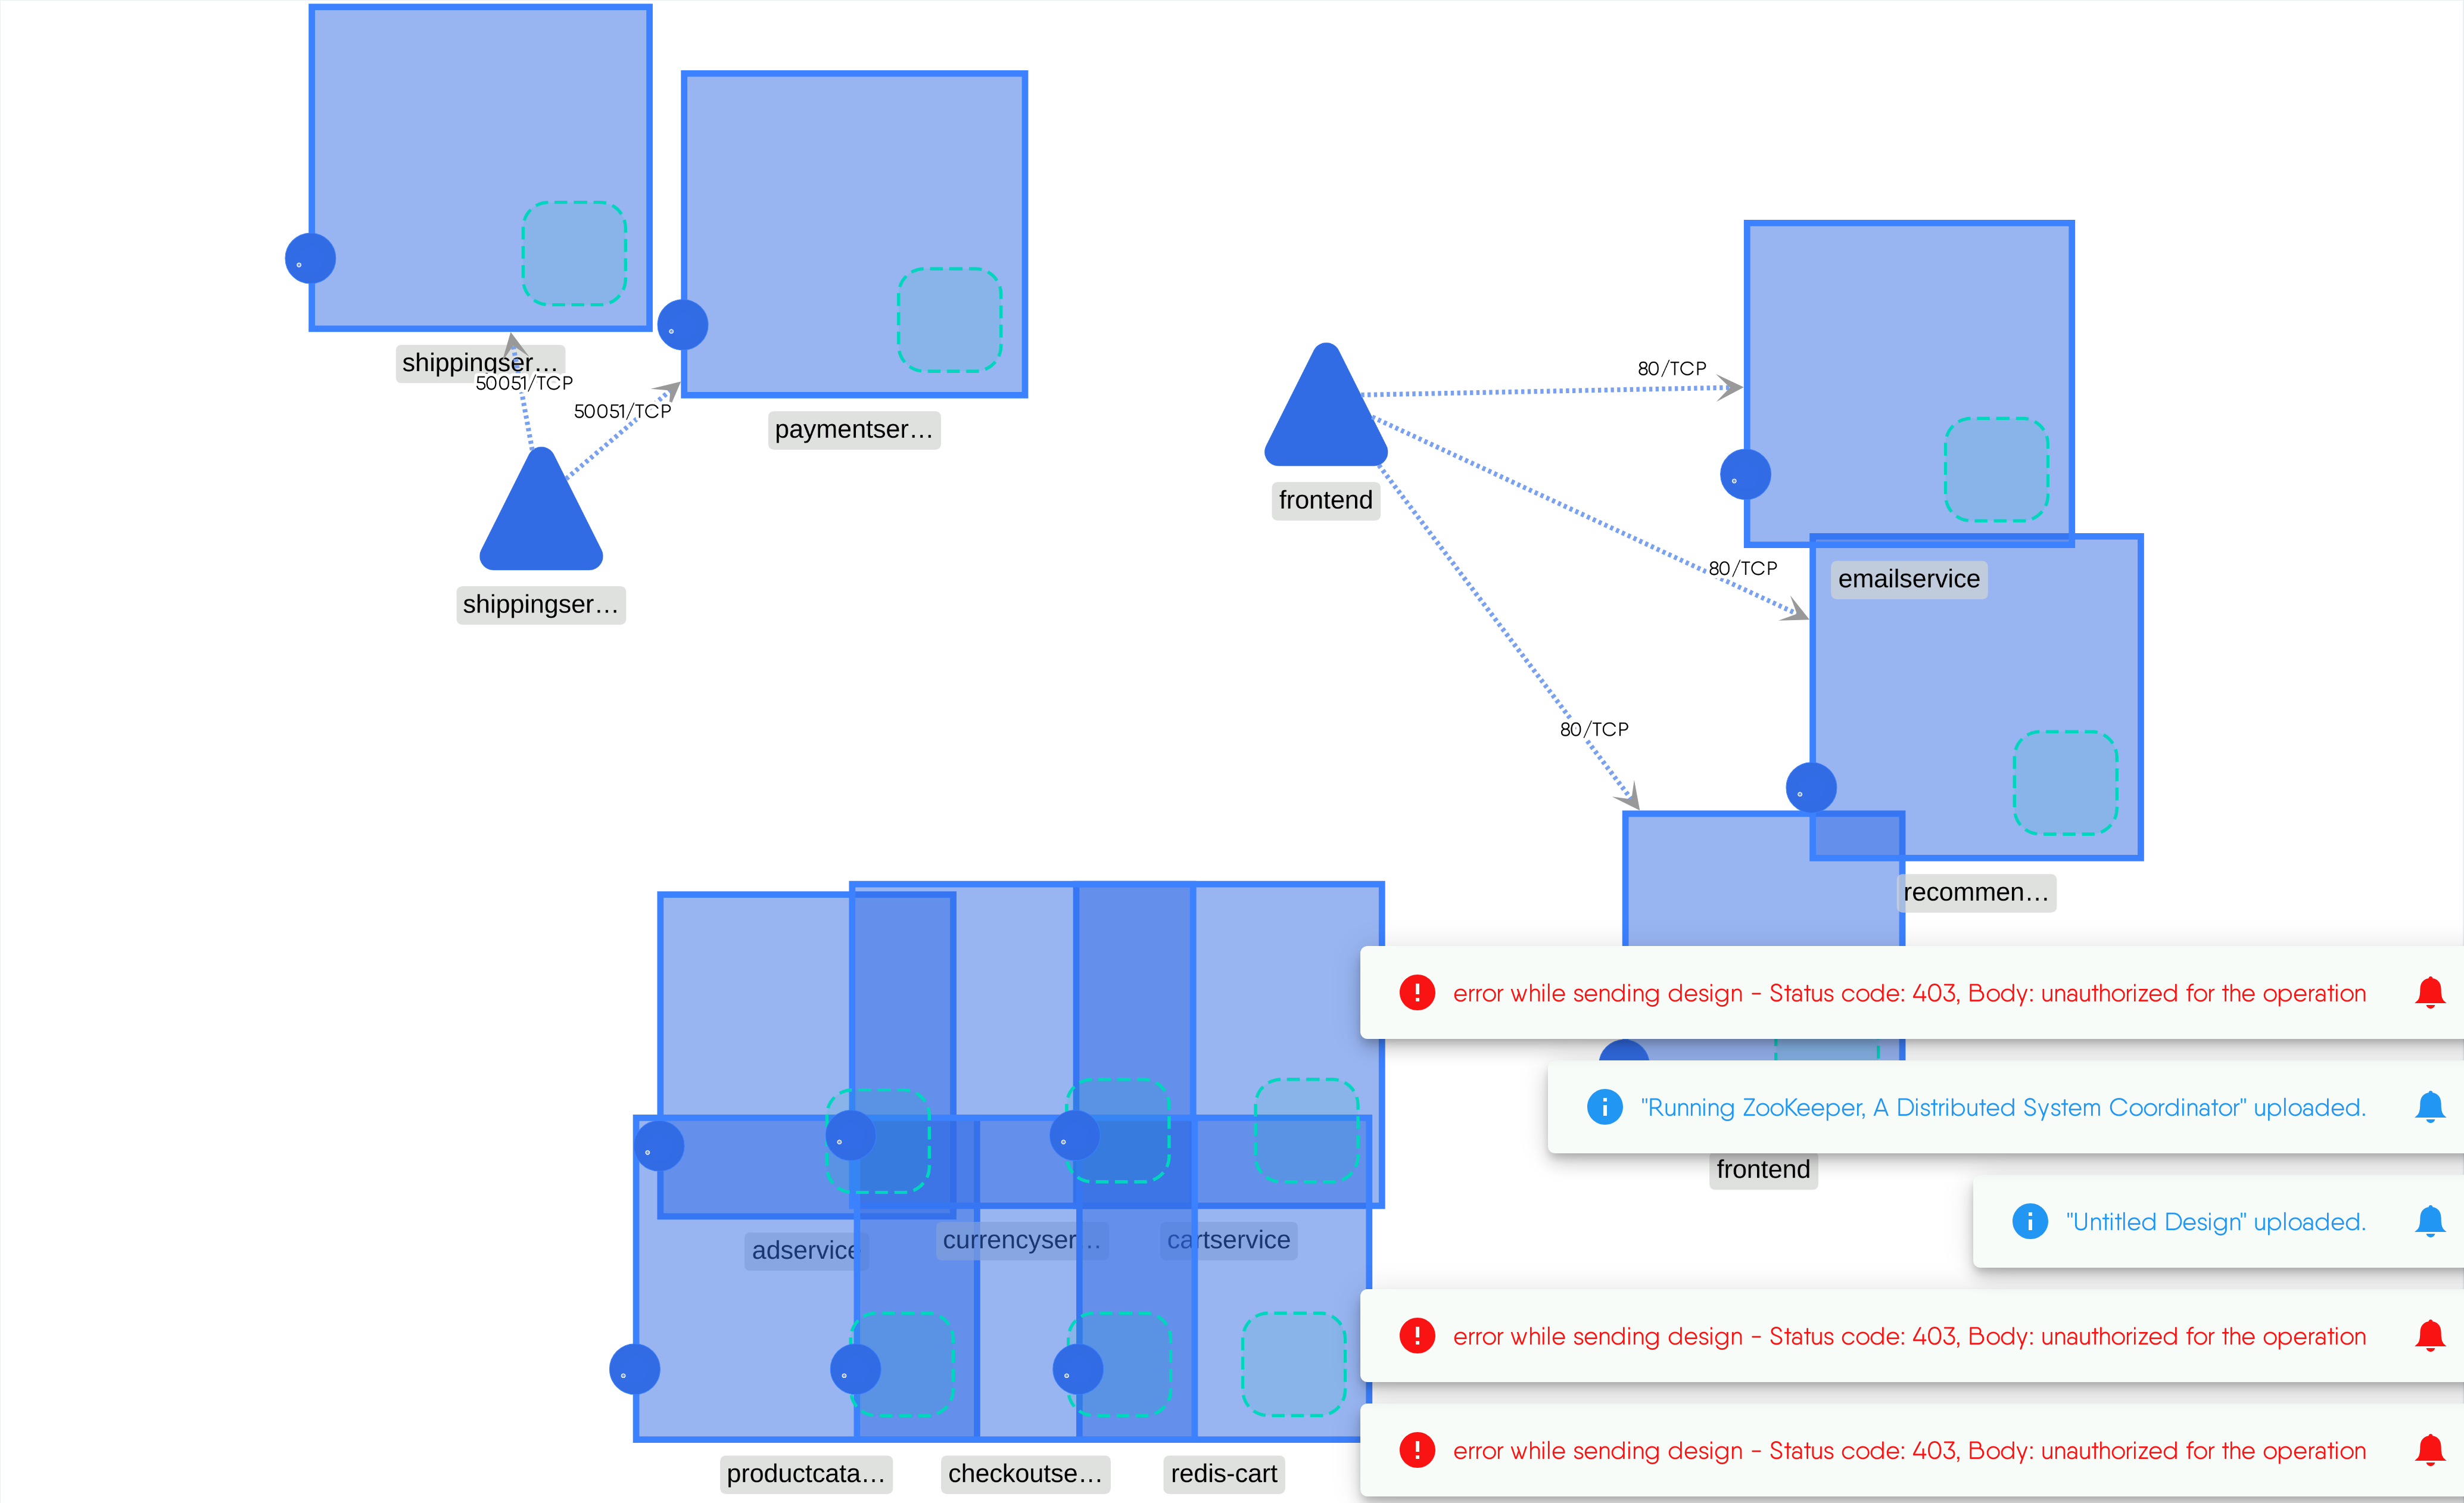 shippingser…
50051/TCP
50051/TCP
paymentser…
shippingser…
frontend
80/TCP
80/TCP
80/TCP
emailservice
recommen…
error while sending design - Status code: 403, Body: unauthorized for the operation
"Running ZooKeeper, A Distributed System Coordinator" uploaded.
frontend
"Untitled Design" uploaded.
adservice
currencyser…
cartservice
error while sending design - Status code: 403, Body: unauthorized for the operation
error while sending design - Status code: 403, Body: unauthorized for the operation
productcata…
checkoutse…
redis-cart